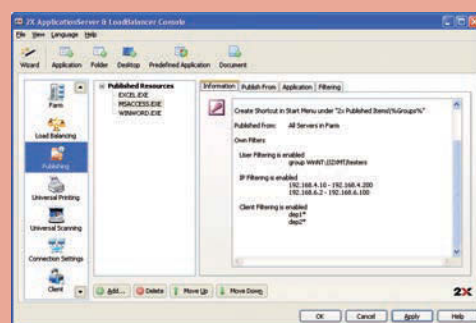 2X ApplicationServer & LoadBalancer Console
File View Language Help
Wizard Application Folder Desktop Predefined Application Document
Farm
Load Balancing
Publishing
Universal Printing
Universal Scanning
Connection Settings
Client
Published Resources
EXCEL.EXE
MSACCESS.EXE
WINWORD.EXE
Information Publish From Application Filtering
Create Shortcut in Start Menu under "2x Published Items\%Groups%"
Published from: All Servers in Farm
Own Filters
User Filtering is enabled
IP Filtering is enabled
192.168.4.10 - 192.168.4.200
192.168.6.2 - 192.168.6.100
Client Filtering is enabled
dep1*
dep2*
Add... Delete Move Up Move Down
2X
OK Cancel Apply Help